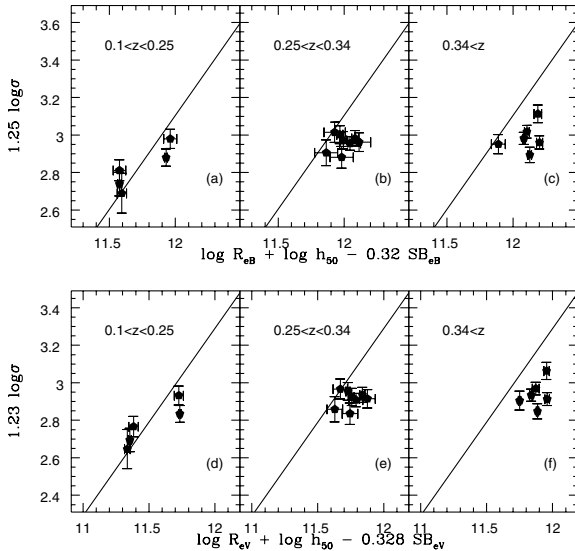 3.6
3.4
3.2
3
2.8
2.6
1.25 logσ
0.1<z<0.25
(a)
0.25<z<0.34
(b)
0.34<z
(c)
11.5 12 11.5 12 11.5 12
log R_eB + log h_50 − 0.32 SB_eB
3.4
3.2
3
2.8
2.6
2.4
1.23 logσ
0.1<z<0.25
(d)
0.25<z<0.34
(e)
0.34<z
(f)
11 11.5 12 11 11.5 12 11 11.5 12
log R_eV + log h_50 − 0.328 SB_eV